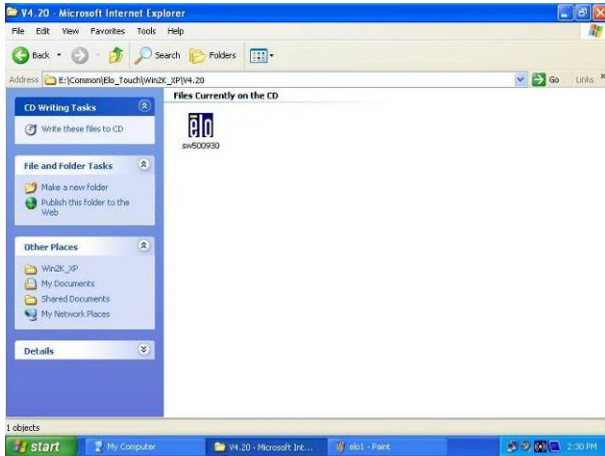 V4.20 - Microsoft Internet Explorer
File Edit View Favorites Tools Help
Back Search Folders
Address E:\Common\Elo_Touch\Win2K_XP\V4.20 Go Links »
CD Writing Tasks
Write these files to CD
File and Folder Tasks
Make a new folder
Publish this folder to the
Web
Other Places
Win2K_XP
My Documents
Shared Documents
My Network Places
Details
Files Currently on the CD
ēlo
sw500930
1 objects
start My Computer V4.20 - Microsoft Int... elo1 - Paint 2:30 PM